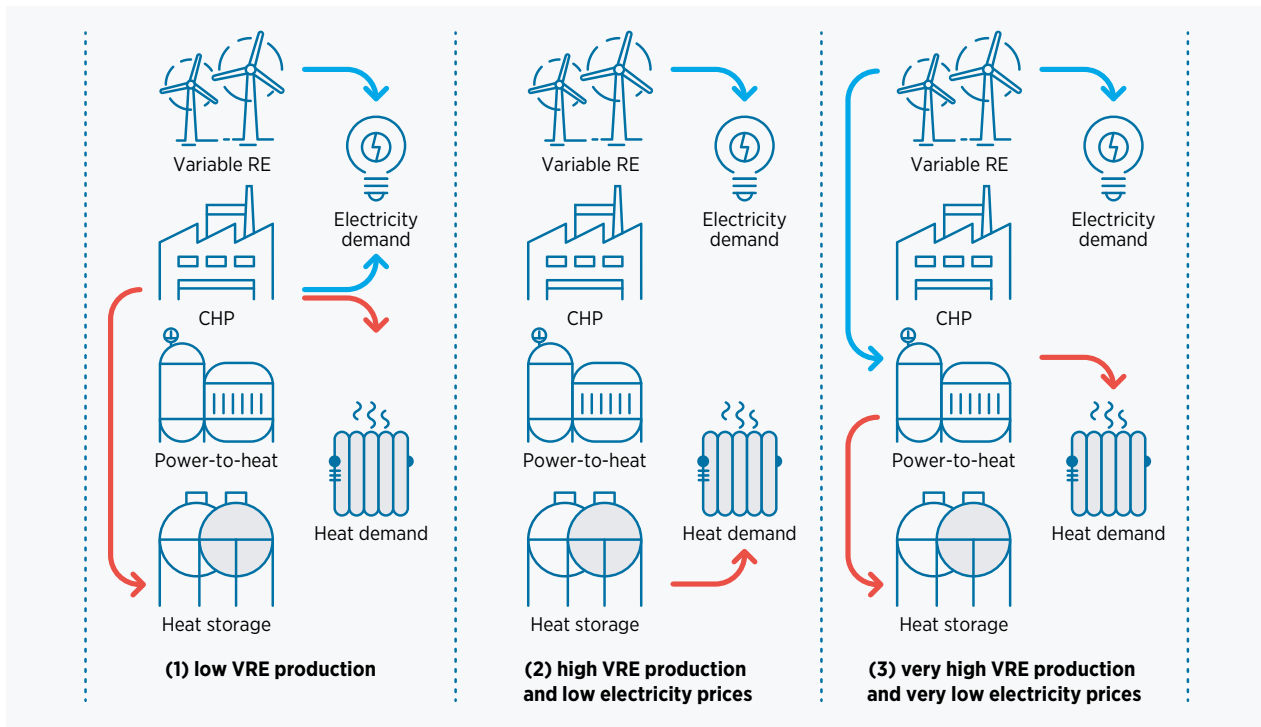 Variable RE
Electricity
demand
CHP
Power-to-heat
Heat demand
Heat storage
(1) low VRE production
Variable RE
Electricity
demand
CHP
Power-to-heat
Heat demand
Heat storage
(2) high VRE production
and low electricity prices
Variable RE
Electricity
demand
CHP
Power-to-heat
Heat demand
Heat storage
(3) very high VRE production
and very low electricity prices